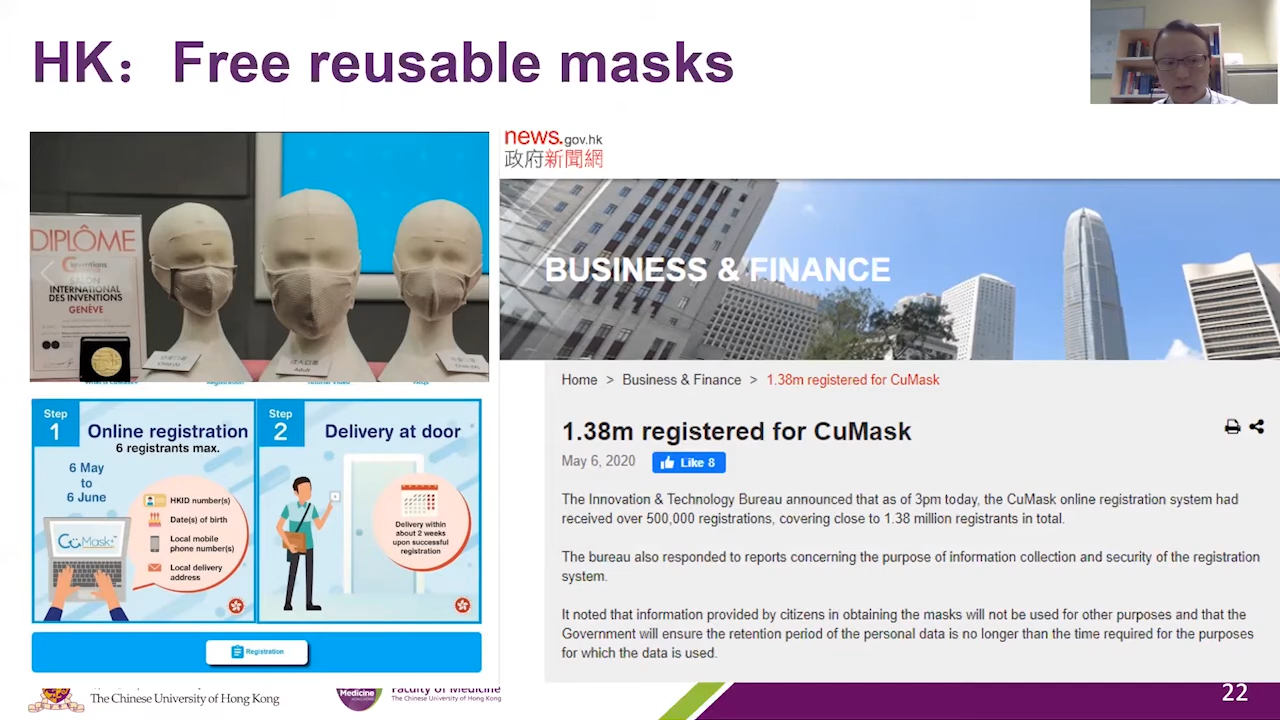 HK：Free reusable masks
DIPLÔME
SALON
INTERNATIONAL
DES INVENTIONS
GENÈVE
Adult
Registration
Tutorial Video
FAQs
Step
1
Online registration
6 registrants max.
6 May
to
6 June
HKID number(s)
Date(s) of birth
Local mobile
phone number(s)
Local delivery
address
CuMask+
Step
2
Delivery at door
Delivery within
about 2 weeks
upon successful
registration
Registration
news.gov.hk
政府新聞網
BUSINESS & FINANCE
Home > Business & Finance > 1.38m registered for CuMask
1.38m registered for CuMask
May 6, 2020
Like 8
The Innovation & Technology Bureau announced that as of 3pm today, the CuMask online registration system had
received over 500,000 registrations, covering close to 1.38 million registrants in total.
The bureau also responded to reports concerning the purpose of information collection and security of the registration
system.
It noted that information provided by citizens in obtaining the masks will not be used for other purposes and that the
Government will ensure the retention period of the personal data is no longer than the time required for the purposes
for which the data is used.
The Chinese University of Hong Kong
Medicine
Faculty of Medicine
The Chinese University of Hong Kong
22